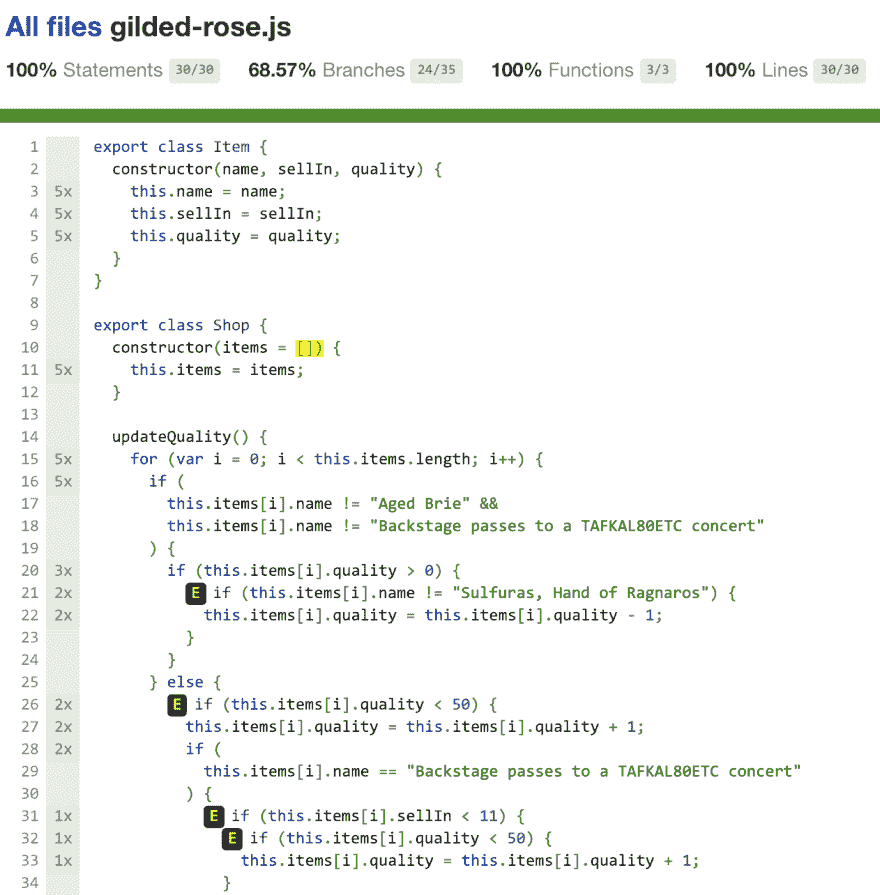 All files gilded-rose.js
100% Statements 30/30 68.57% Branches 24/35 100% Functions 3/3 100% Lines 30/30
1 export class Item {
2 constructor(name, sellIn, quality) {
3 5x this.name = name;
4 5x this.sellIn = sellIn;
5 5x this.quality = quality;
6 }
7 }
8
9 export class Shop {
10 constructor(items = []) {
11 5x this.items = items;
12 }
13
14 updateQuality() {
15 5x for (var i = 0; i < this.items.length; i++) {
16 5x if (
17 this.items[i].name != "Aged Brie" &&
18 this.items[i].name != "Backstage passes to a TAFKAL80ETC concert"
19 ) {
20 3x if (this.items[i].quality > 0) {
21 2x E if (this.items[i].name != "Sulfuras, Hand of Ragnaros") {
22 2x this.items[i].quality = this.items[i].quality - 1;
23 }
24 }
25 } else {
26 2x E if (this.items[i].quality < 50) {
27 2x this.items[i].quality = this.items[i].quality + 1;
28 2x if (
29 this.items[i].name == "Backstage passes to a TAFKAL80ETC concert"
30 ) {
31 1x E if (this.items[i].sellIn < 11) {
32 1x E if (this.items[i].quality < 50) {
33 1x this.items[i].quality = this.items[i].quality + 1;
34 }